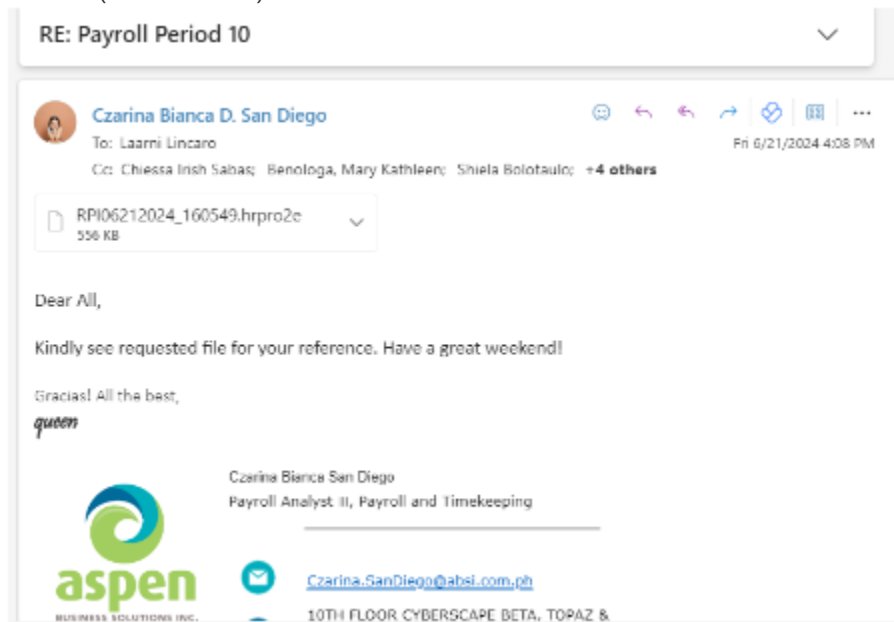 RE: Payroll Period 10
Czarina Bianca D. San Diego
To: Laarni Lincaro
Cc: Chiessa Irish Sabas; Benologa, Mary Kathleen; Shiela Bolotaulo; +4 others
Fri 6/21/2024 4:08 PM
RPI06212024_160549.hrpro2e
556 KB
Dear All,
Kindly see requested file for your reference. Have a great weekend!
Gracias! All the best,
queen
Czarina Bianca San Diego
Payroll Analyst II, Payroll and Timekeeping
aspen
BUSINESS SOLUTIONS INC.
Czarina.SanDiego@absi.com.ph
10TH FLOOR CYBERSCAPE BETA, TOPAZ &